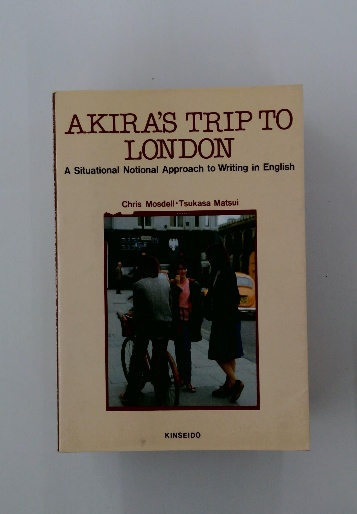 AKIRA'S TRIP TO
LONDON
A Situational Notional Approach to Writing in English
Chris Mosdell・Tsukasa Matsui
KINSEIDO